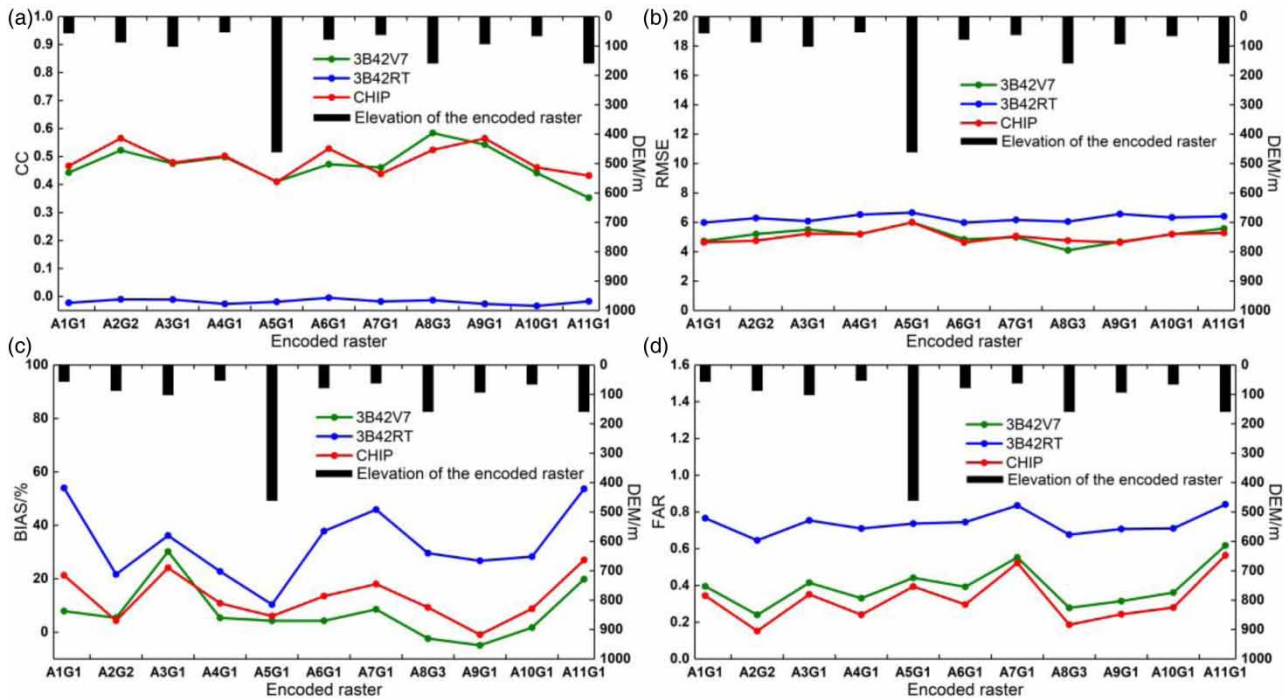 (a)
1.0
0.9
0.8
0.7
0.6
0.5
0.4
0.3
0.2
0.1
0.0
CC
3B42V7
3B42RT
CHIP
Elevation of the encoded raster
0
100
200
300
400
500
600
700
800
900
1000
DEM/m
A1G1 A2G2 A3G1 A4G1 A5G1 A6G1 A7G1 A8G3 A9G1 A10G1 A11G1
Encoded raster
(b)
20
18
16
14
12
10
8
6
4
2
0
RMSE
3B42V7
3B42RT
CHIP
Elevation of the encoded raster
0
100
200
300
400
500
600
700
800
900
1000
DEM/m
A1G1 A2G2 A3G1 A4G1 A5G1 A6G1 A7G1 A8G3 A9G1 A10G1 A11G1
Encoded raster
(c)
100
80
60
40
20
0
BIAS/%
3B42V7
3B42RT
CHIP
Elevation of the encoded raster
0
100
200
300
400
500
600
700
800
900
1000
DEM/m
A1G1 A2G2 A3G1 A4G1 A5G1 A6G1 A7G1 A8G3 A9G1 A10G1 A11G1
Encoded raster
(d)
1.6
1.4
1.2
1.0
0.8
0.6
0.4
0.2
0.0
FAR
3B42V7
3B42RT
CHIP
Elevation of the encoded raster
0
100
200
300
400
500
600
700
800
900
1000
DEM/m
A1G1 A2G2 A3G1 A4G1 A5G1 A6G1 A7G1 A8G3 A9G1 A10G1 A11G1
Encoded raster